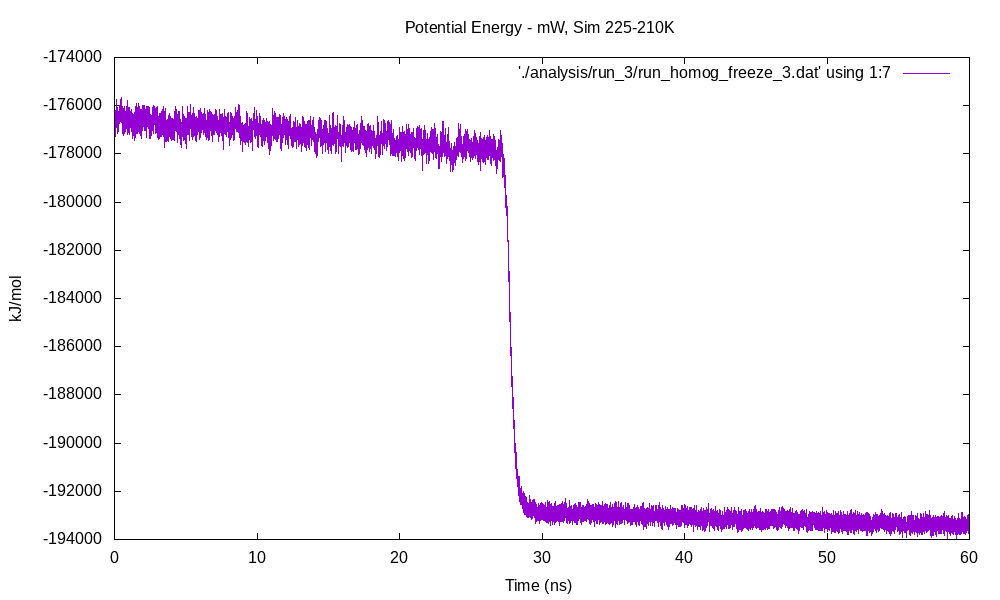 Potential Energy - mW, Sim 225-210K
'./analysis/run_3/run_homog_freeze_3.dat' using 1:7
-174000
-176000
-178000
-180000
-182000
-184000
-186000
-188000
-190000
-192000
-194000
kJ/mol
0 10 20 30 40 50 60
Time (ns)